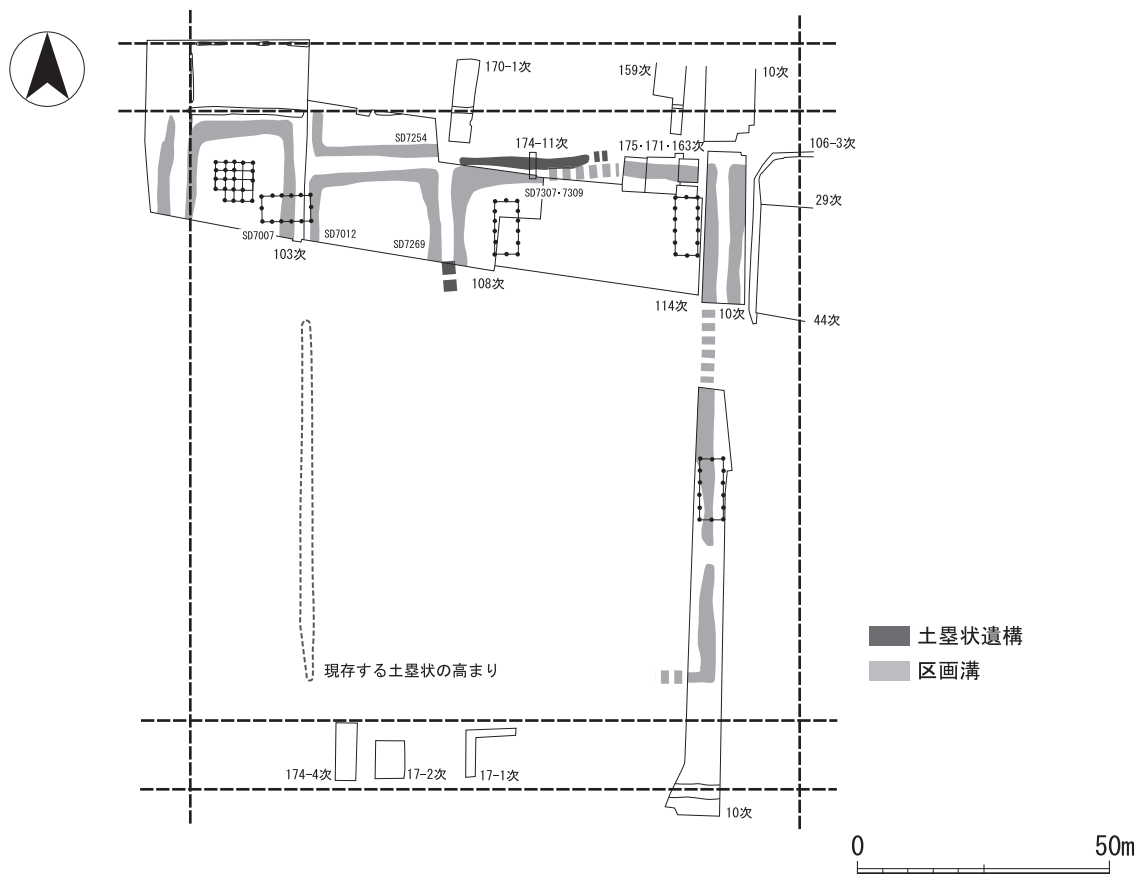 170-1次
159次
10次
174-11次
175・171・163次
106-3次
SD7254
SD7307・7309
29次
SD7007
SD7012
SD7269
103次
108次
114次
10次
44次
現存する土塁状の高まり
土塁状遺構
区画溝
174-4次
17-2次
17-1次
10次
0
50m